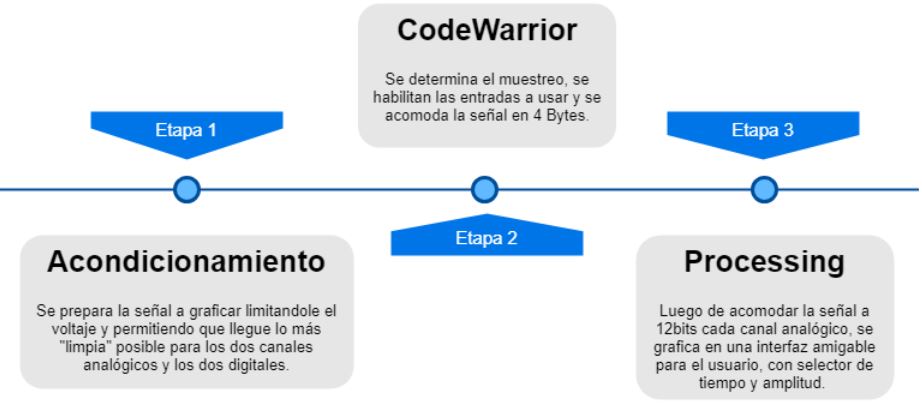 Etapa 1
Acondicionamiento
Se prepara la señal a graficar limitandole el
voltaje y permitiendo que llegue lo más
"limpia" posible para los dos canales
analógicos y los dos digitales.
CodeWarrior
Se determina el muestreo, se
habilitan las entradas a usar y se
acomoda la señal en 4 Bytes.
Etapa 2
Etapa 3
Processing
Luego de acomodar la señal a
12bits cada canal analógico, se
grafica en una interfaz amigable
para el usuario, con selector de
tiempo y amplitud.